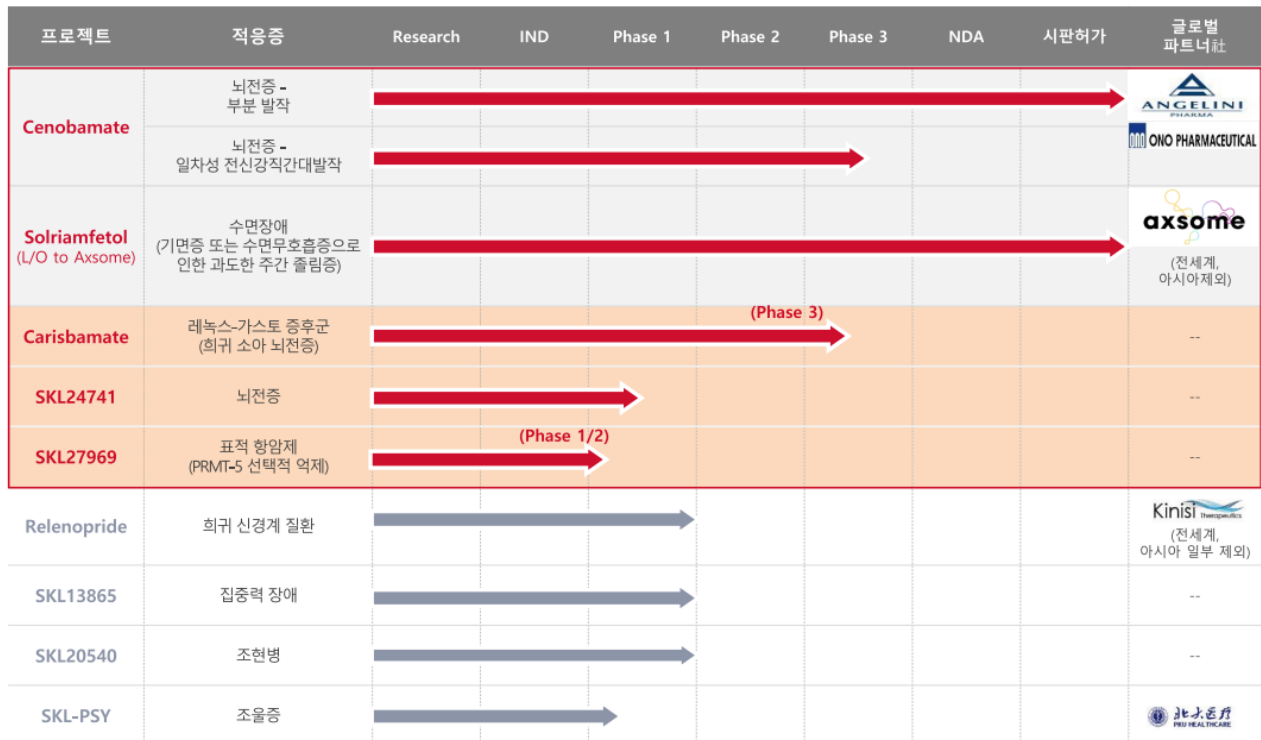 프로젝트
적응증
Research
IND
Phase 1
Phase 2
Phase 3
NDA
시판허가
글로벌
파트너社
Cenobamate
뇌전증 –
부분 발작
ANGELINI
PHARMA
뇌전증 –
일차성 전신강직간대발작
ONO PHARMACEUTICAL
Solriamfetol
(L/O to Axsome)
수면장애
(기면증 또는 수면무호흡증으로
인한 과도한 주간 졸림증)
axsome
(전세계,
아시아제외)
Carisbamate
레녹스-가스토 증후군
(희귀 소아 뇌전증)
(Phase 3)
--
SKL24741
뇌전증
--
SKL27969
표적 항암제
(PRMT-5 선택적 억제)
(Phase 1/2)
--
Relenopride
희귀 신경계 질환
Kinisi Therapeutics
(전세계,
아시아 일부 제외)
SKL13865
집중력 장애
--
SKL20540
조현병
--
SKL-PSY
조울증
北大医疗
PKU HEALTHCARE